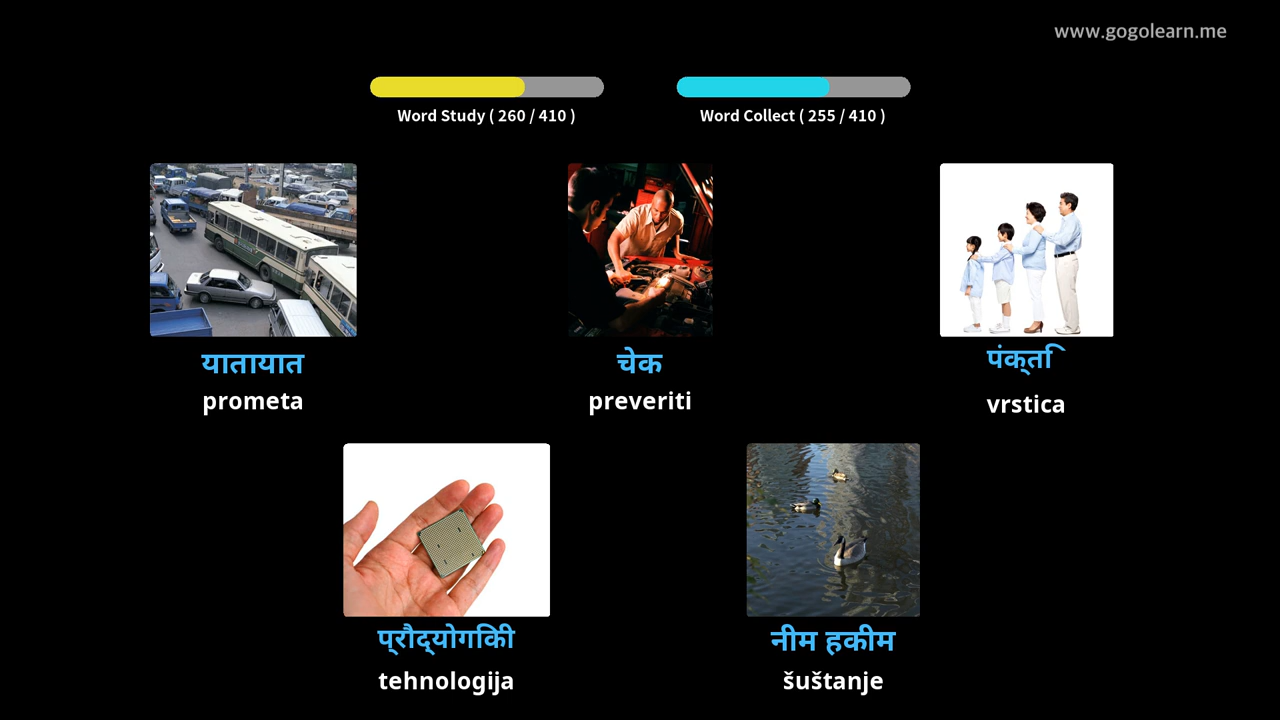 www.gogolearn.me
Word Study ( 260 / 410 )
Word Collect ( 255 / 410 )
यातायात
prometa
चेक
preveriti
पंक्ति
vrstica
प्रौद्योगिकी
tehnologija
नीम हकीम
šuštanje